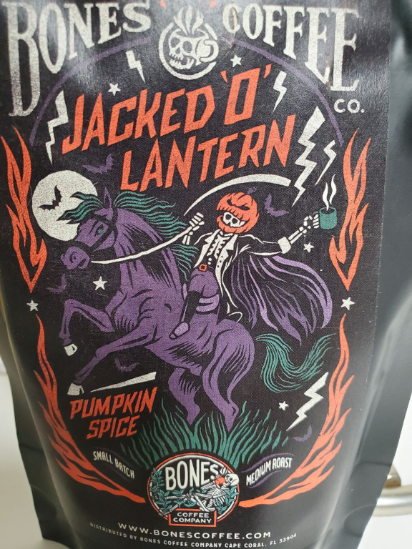 BONES COFFEE
CO.
JACKED 'O'
LANTERN
PUMPKIN
SPICE
SMALL BATCH
MEDIUM ROAST
BONES
COFFEE
COMPANY
WWW.BONESCOFFEE.COM
DISTRIBUTED BY BONES COFFEE COMPANY CAPE CORAL, FL 33909